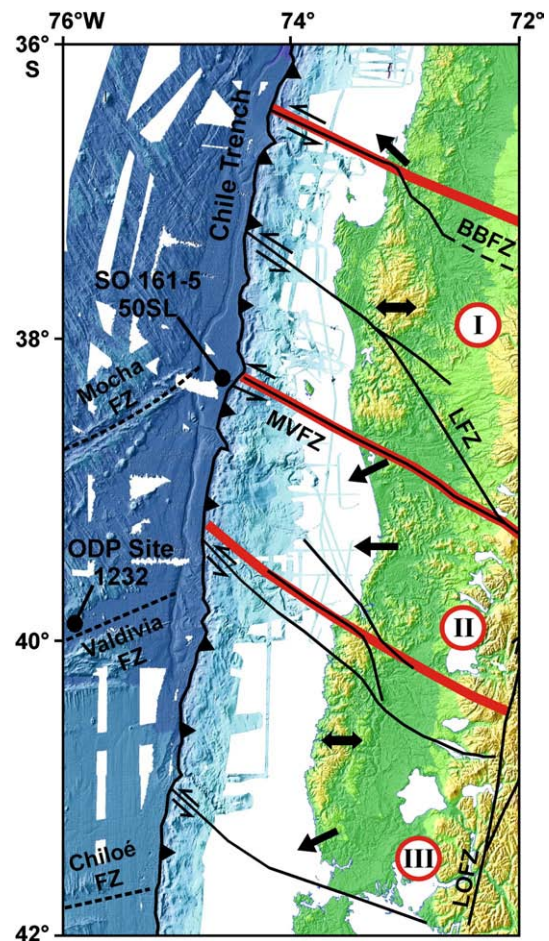 76°W
74°
72°
36°
S
Chile Trench
BBFZ
SO 161-5
50SL
I
38°
Mocha
FZ
MVFZ
LFZ
ODP Site
1232
II
40°
Valdivia
FZ
Chiloé
FZ
III
LOFZ
42°